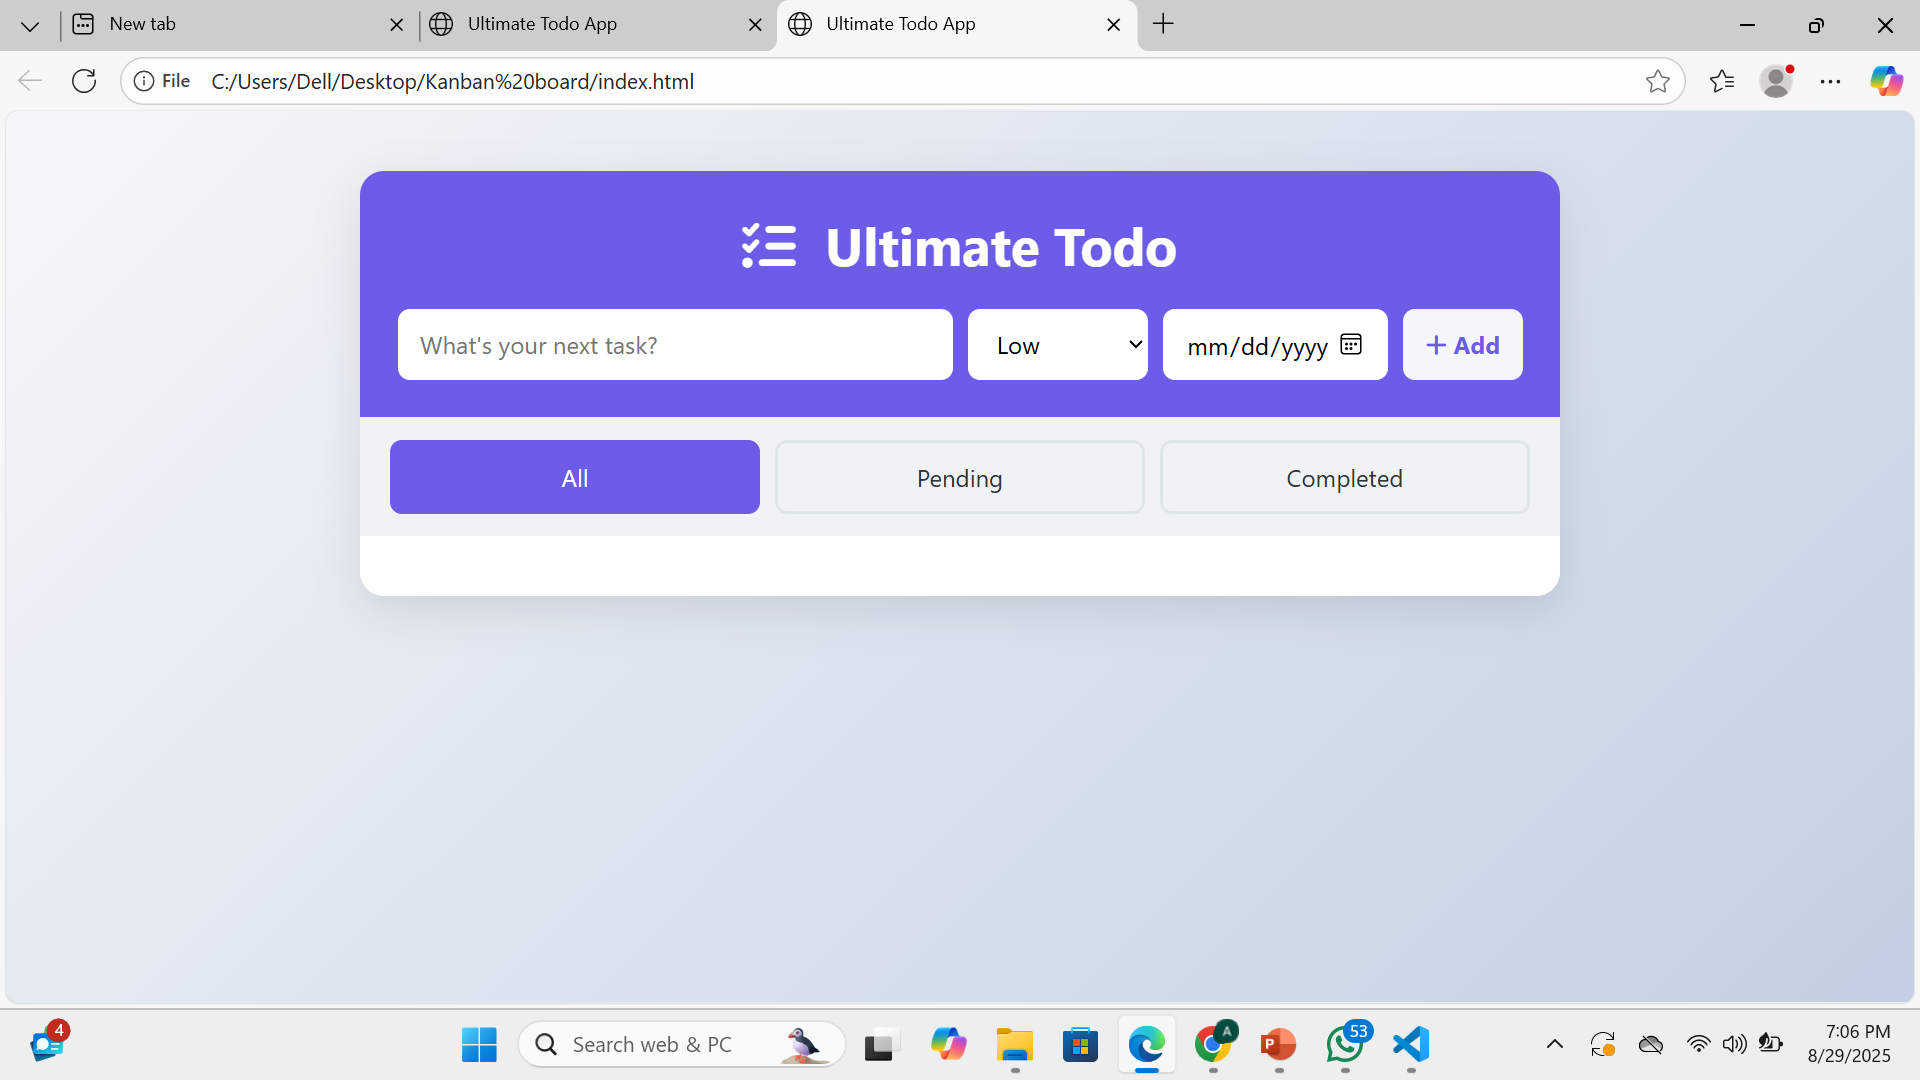 New tab
Ultimate Todo App
Ultimate Todo App
File C:/Users/Dell/Desktop/Kanban%20board/index.html
Ultimate Todo
What's your next task?
Low
mm/dd/yyyy
+ Add
All
Pending
Completed
4
Search web & PC
A
P
53
7:06 PM
8/29/2025